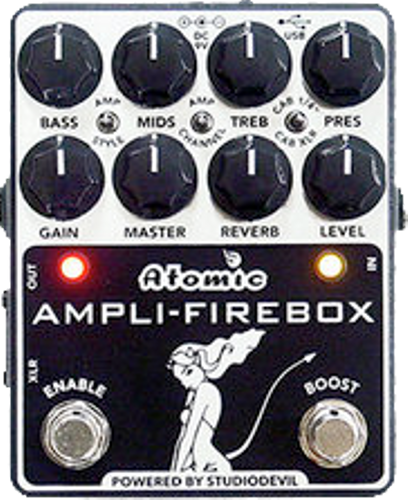 DC
9V
USB
BASS
MIDS
TREB
PRES
AMP
STYLE
AMP
CHANNEL
CAB 1/4"
CAB XLR
GAIN
MASTER
REVERB
LEVEL
OUT
IN
Atomic
AMPLI-FIREBOX
XLR
ENABLE
BOOST
POWERED BY STUDIODEVIL